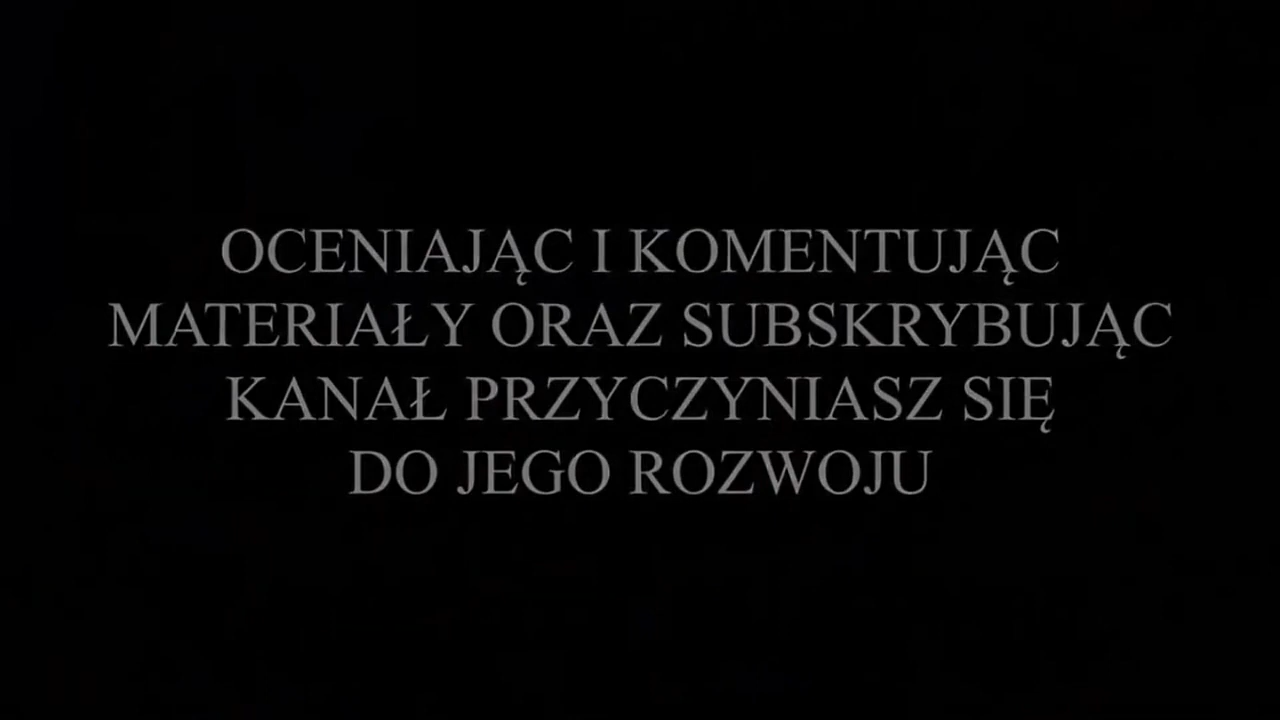 OCENIAJĄC I KOMENTUJĄC
MATERIAŁY ORAZ SUBSKRYBUJĄC
KANAŁ PRZYCZYNIASZ SIĘ
DO JEGO ROZWOJU